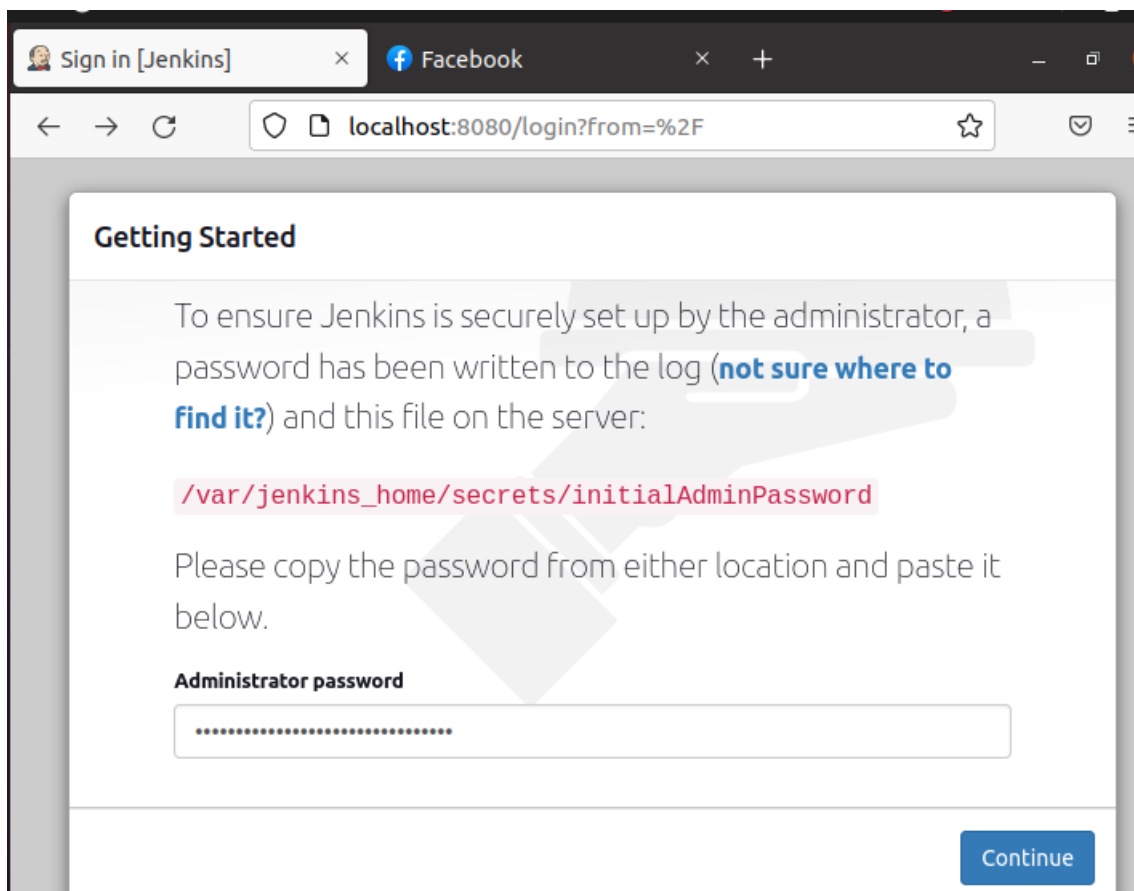 Sign in [Jenkins]
Facebook
localhost:8080/login?from=%2F
Getting Started
To ensure Jenkins is securely set up by the administrator, a
password has been written to the log (not sure where to
find it?) and this file on the server:
/var/jenkins_home/secrets/initialAdminPassword
Please copy the password from either location and paste it
below.
Administrator password
Continue